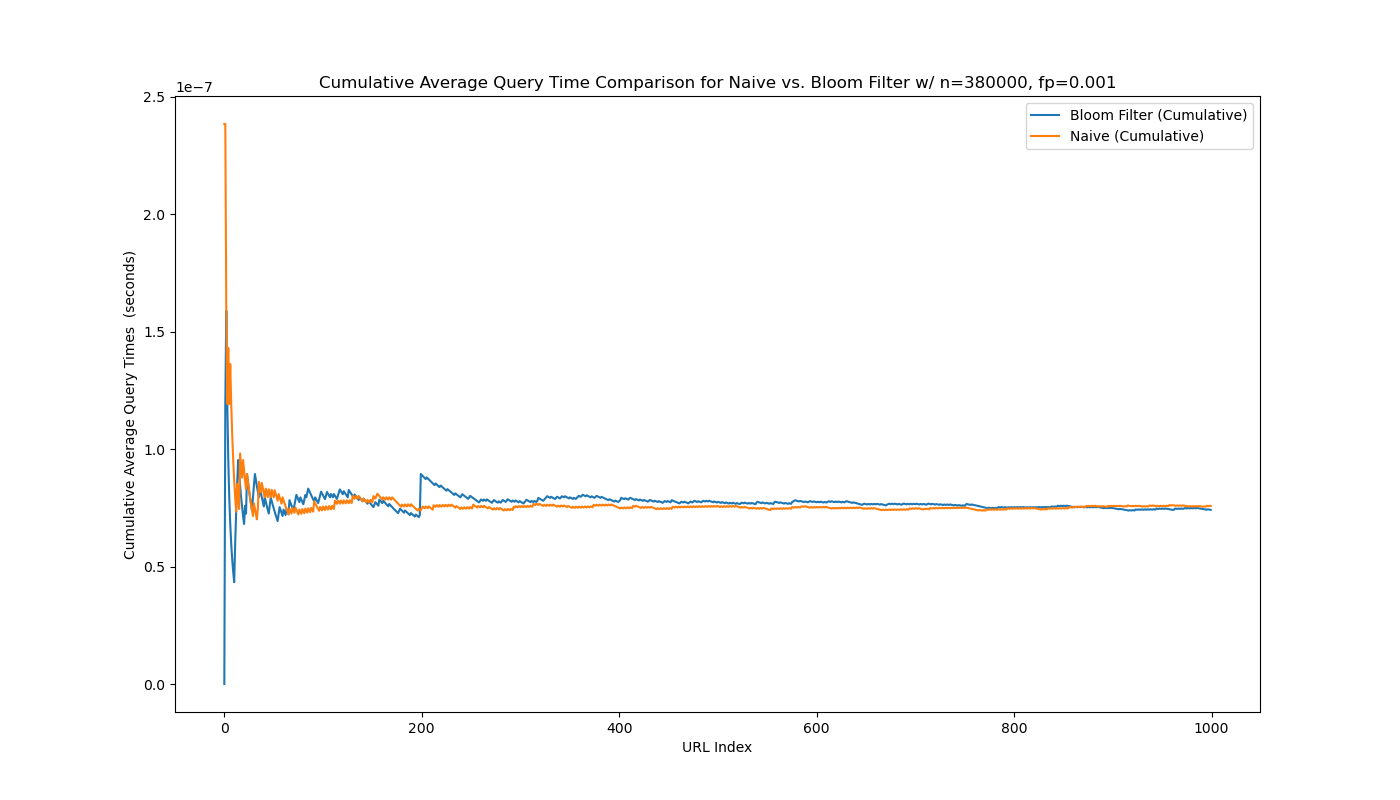 Cumulative Average Query Time Comparison for Naive vs. Bloom Filter w/ n=380000, fp=0.001
1e−7
2.5
2.0
1.5
1.0
0.5
0.0
Cumulative Average Query Times  (seconds)
Bloom Filter (Cumulative)
Naive (Cumulative)
0
200
400
600
800
1000
URL Index